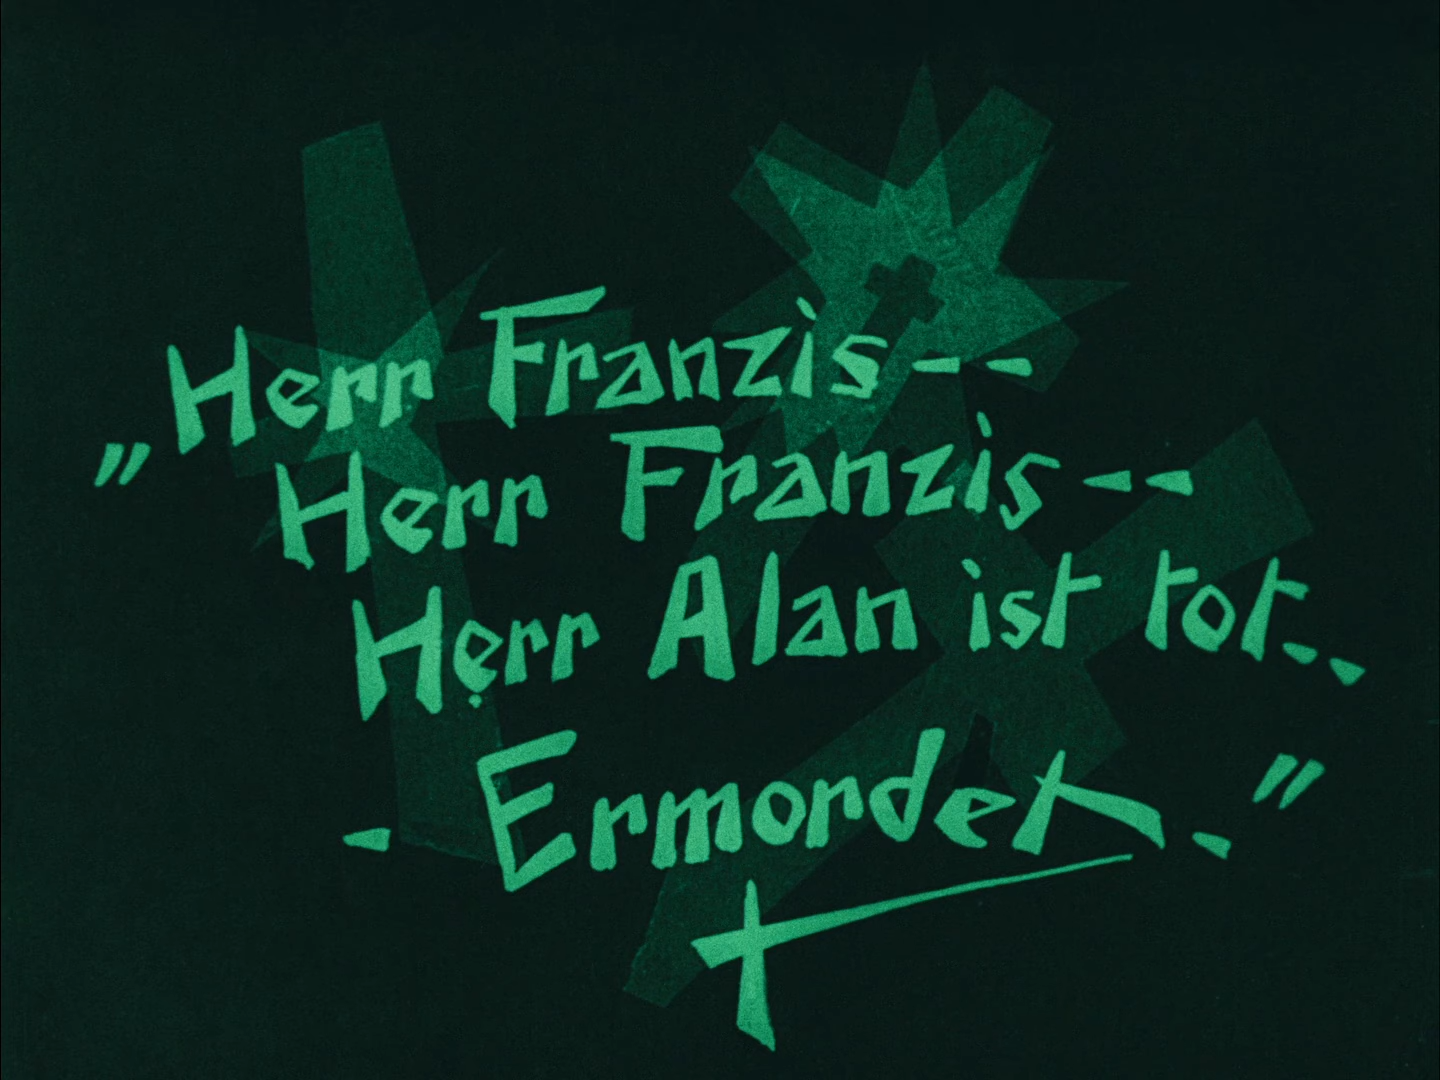 „Herr Franzis--
Herr Franzis--
Herr Alan ist tot--
-Ermordet-"